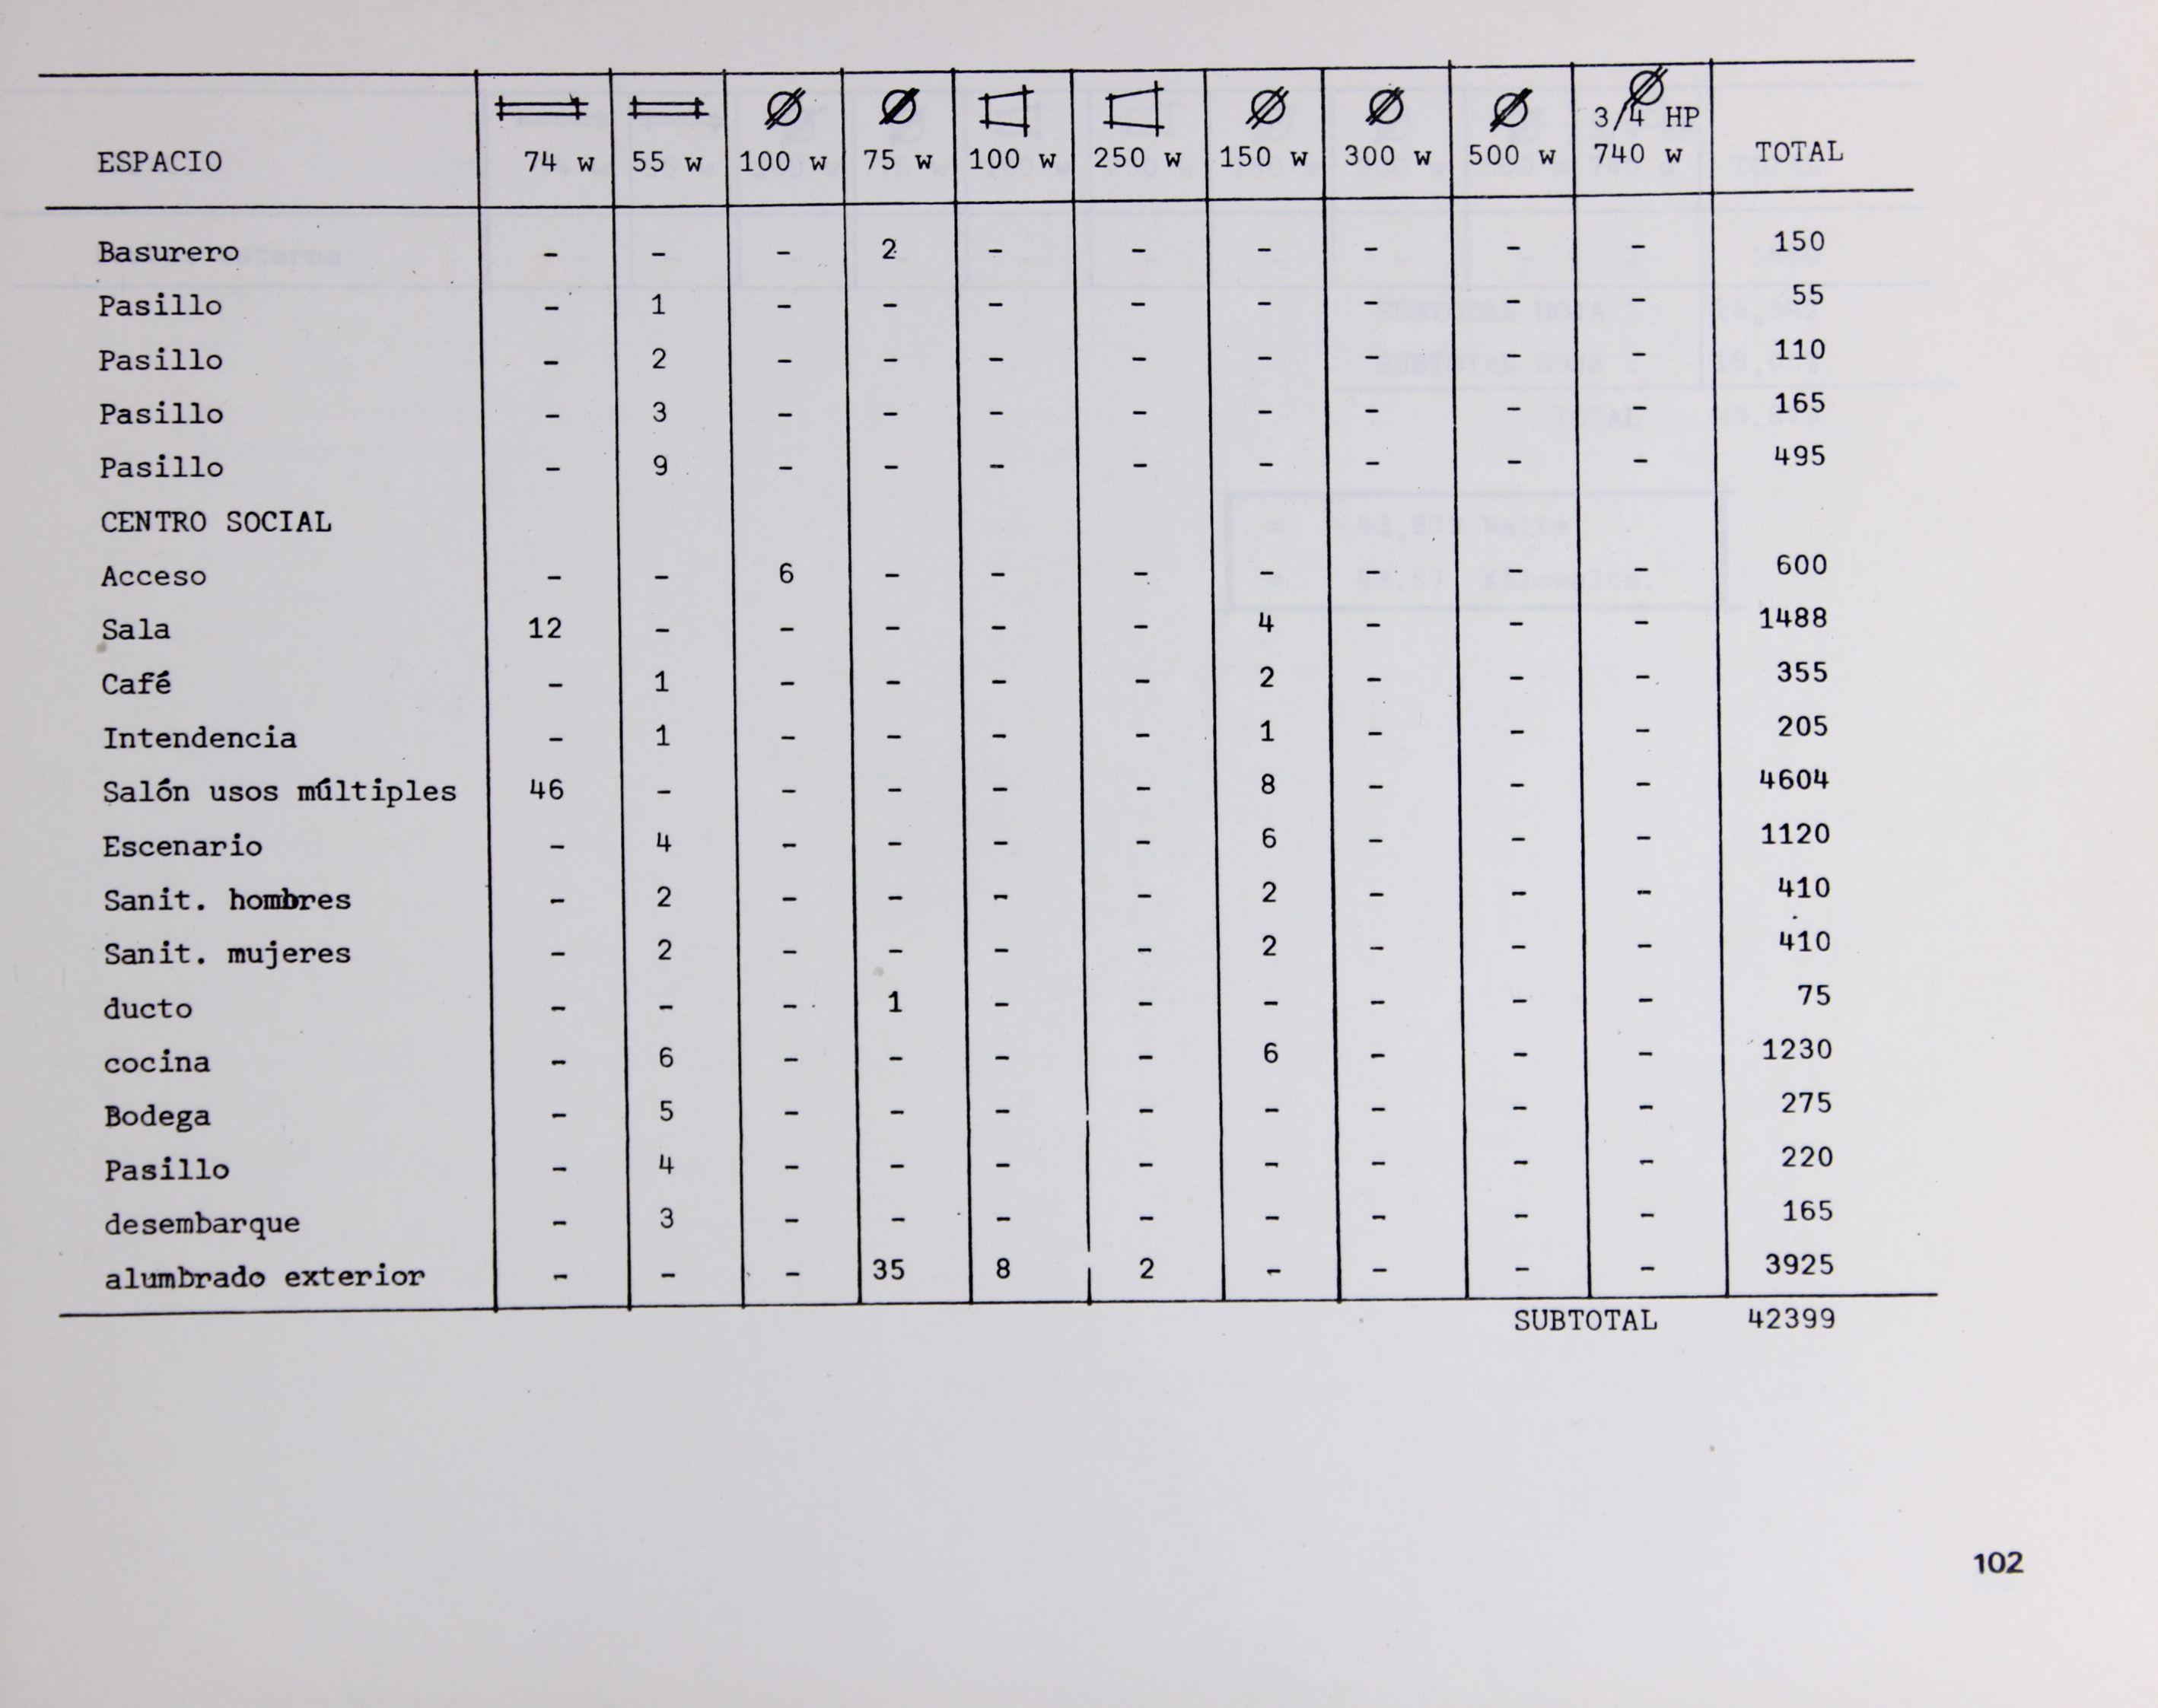 3/4 HP
ESPACIO 74 w 55 w 100 w 75 w 100 w 250 w 150 w 300 w 500 w 740 w TOTAL
Basurero - - - 2 - - - - - - 150
Pasillo - 1 - - - - - - - - 55
Pasillo - 2 - - - - - - - - 110
Pasillo - 3 - - - - - - - - 165
Pasillo - 9 - - - - - - - - 495
CENTRO SOCIAL
Acceso - - 6 - - - - - - - 600
Sala 12 - - - - - 4 - - - 1488
Café - 1 - - - - 2 - - - 355
Intendencia - 1 - - - - 1 - - - 205
Salón usos múltiples 46 - - - - - 8 - - - 4604
Escenario - 4 - - - - 6 - - - 1120
Sanit. hombres - 2 - - - - 2 - - - 410
Sanit. mujeres - 2 - - - - 2 - - - 410
ducto - - - 1 - - - - - - 75
cocina - 6 - - - - 6 - - - 1230
Bodega - 5 - - - - - - - - 275
Pasillo - 4 - - - - - - - - 220
desembarque - 3 - - - - - - - - 165
alumbrado exterior - - - 35 8 2 - - - - 3925
SUBTOTAL 42399
102